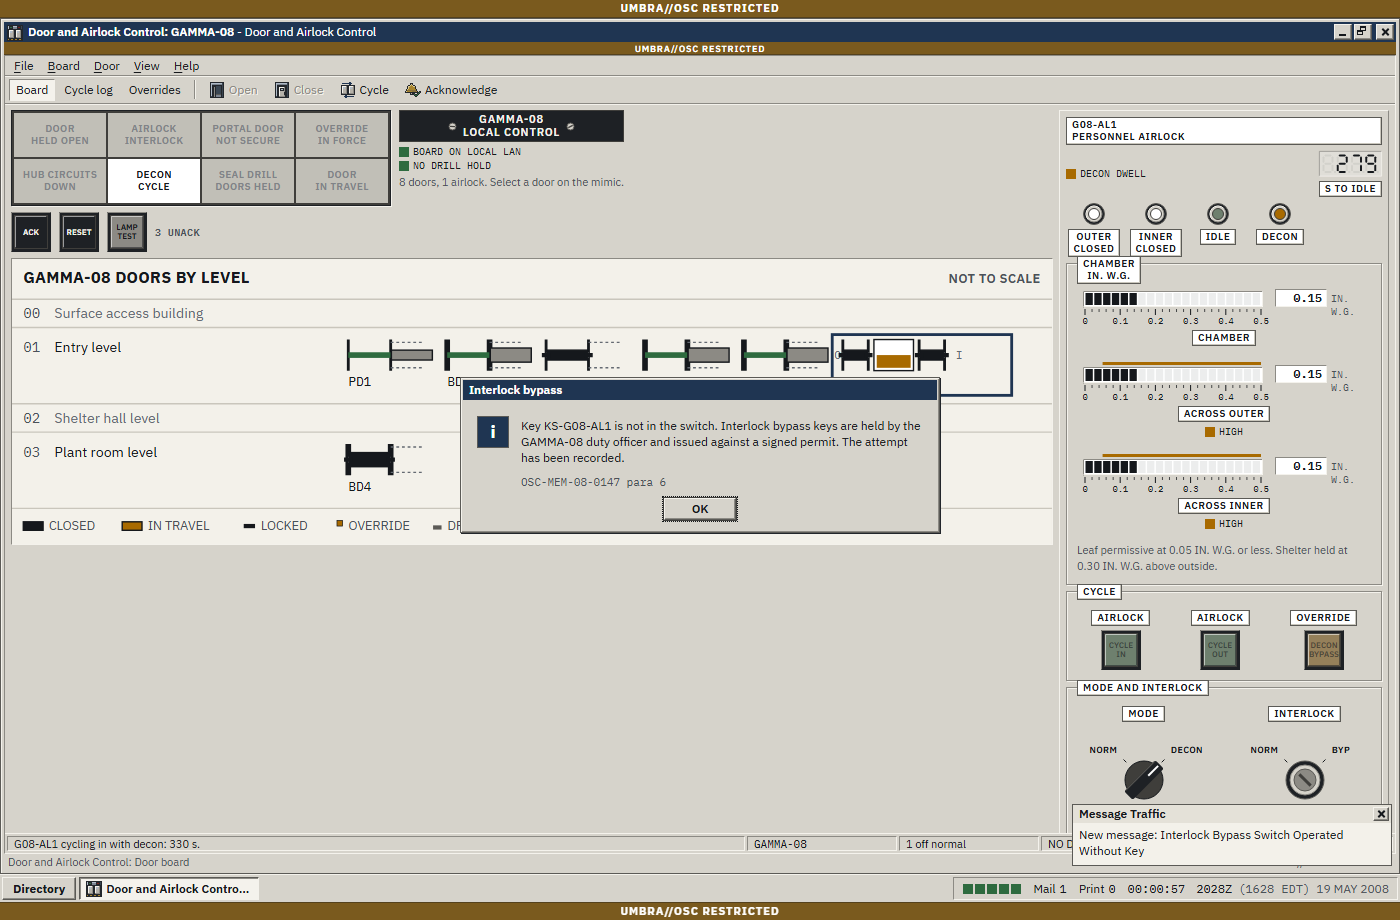 UMBRA//OSC RESTRICTED
Door and Airlock Control: GAMMA-08 - Door and Airlock Control
UMBRA//OSC RESTRICTED
File Board Door View Help
Board Cycle log Overrides Open Close Cycle Acknowledge
DOOR HELD OPEN
AIRLOCK INTERLOCK
PORTAL DOOR NOT SECURE
OVERRIDE IN FORCE
HUB CIRCUITS DOWN
DECON CYCLE
SEAL DRILL DOORS HELD
DOOR IN TRAVEL
GAMMA-08
LOCAL CONTROL
BOARD ON LOCAL LAN
NO DRILL HOLD
8 doors, 1 airlock. Select a door on the mimic.
ACK RESET LAMP TEST 3 UNACK
GAMMA-08 DOORS BY LEVEL NOT TO SCALE
00 Surface access building
01 Entry level
O I
PD1
02 Shelter hall level
03 Plant room level
BD4
CLOSED IN TRAVEL LOCKED OVERRIDE
Interlock bypass
i
Key KS-G08-AL1 is not in the switch. Interlock bypass keys are held by the
GAMMA-08 duty officer and issued against a signed permit. The attempt
has been recorded.
OSC-MEM-08-0147 para 6
OK
G08-AL1
PERSONNEL AIRLOCK
DECON DWELL
279
S TO IDLE
OUTER CLOSED
INNER CLOSED
IDLE
DECON
CHAMBER
IN. W.G.
0.15 IN. W.G.
0 0.1 0.2 0.3 0.4 0.5
CHAMBER
0.15 IN. W.G.
0 0.1 0.2 0.3 0.4 0.5
ACROSS OUTER
HIGH
0.15 IN. W.G.
0 0.1 0.2 0.3 0.4 0.5
ACROSS INNER
HIGH
Leaf permissive at 0.05 IN. W.G. or less. Shelter held at
0.30 IN. W.G. above outside.
CYCLE
AIRLOCK AIRLOCK OVERRIDE
CYCLE IN
CYCLE OUT
DECON BYPASS
MODE AND INTERLOCK
MODE INTERLOCK
NORM DECON NORM BYP
Message Traffic
New message: Interlock Bypass Switch Operated
Without Key
G08-AL1 cycling in with decon: 330 s. GAMMA-08 1 off normal
Door and Airlock Control: Door board
Directory Door and Airlock Contro... Mail 1 Print 0 00:00:57 2028Z (1628 EDT) 19 MAY 2008
UMBRA//OSC RESTRICTED